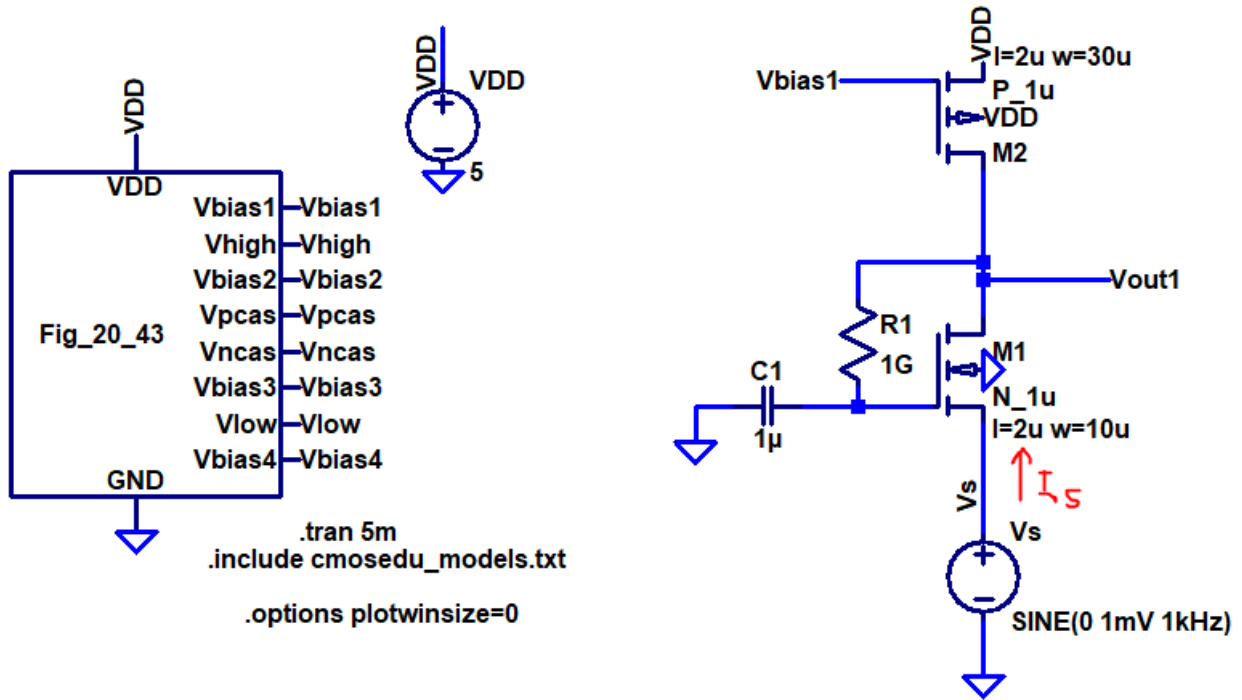 VDD
VDD
Vbias1 Vbias1
Vhigh Vhigh
Vbias2 Vbias2
Vpcas Vpcas
Fig_20_43
Vncas Vncas
Vbias3 Vbias3
Vlow Vlow
Vbias4 Vbias4
GND
VDD
VDD
5
.tran 5m
.include cmosedu_models.txt
.options plotwinsize=0
VDD
l=2u w=30u
Vbias1
P_1u
VDD
M2
Vout1
R1
1G
M1
C1
N_1u
1µ
l=2u w=10u
Is
Vs
Vs
SINE(0 1mV 1kHz)